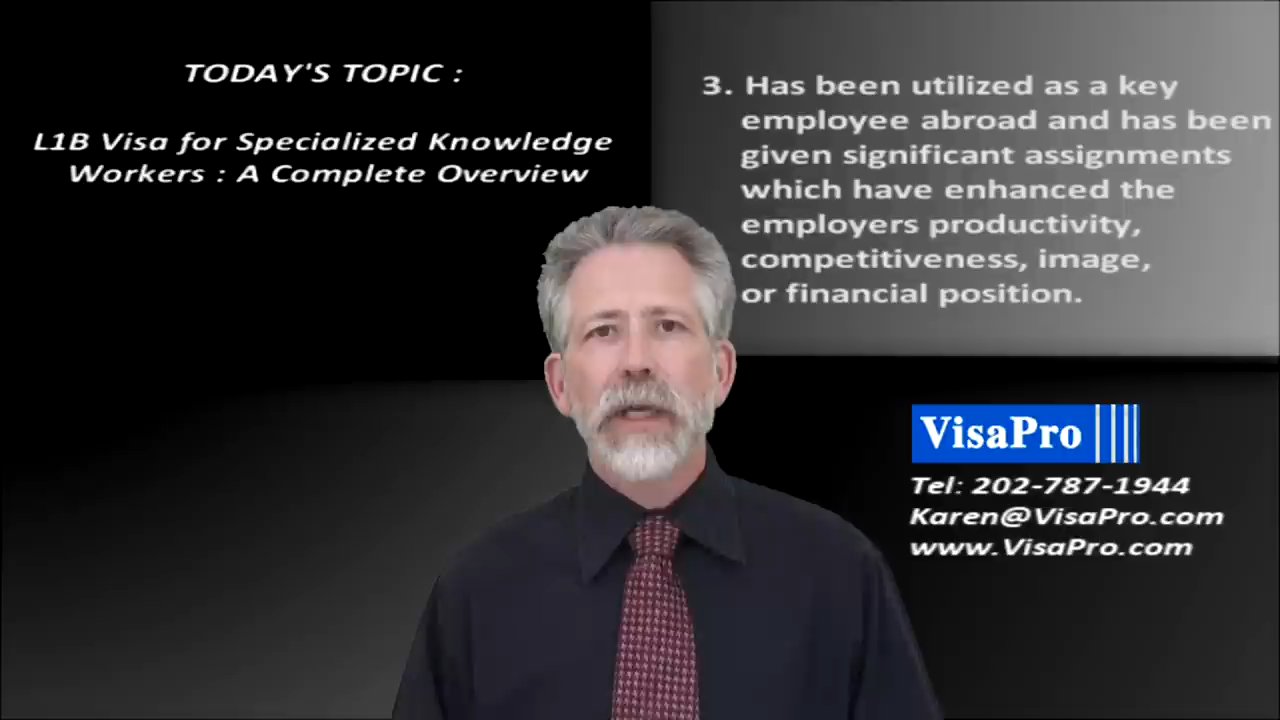 TODAY'S TOPIC :
L1B Visa for Specialized Knowledge
Workers : A Complete Overview
3. Has been utilized as a key
employee abroad and has been
given significant assignments
which have enhanced the
employers productivity,
competitiveness, image,
or financial position.
VisaPro
Tel: 202-787-1944
Karen@VisaPro.com
www.VisaPro.com